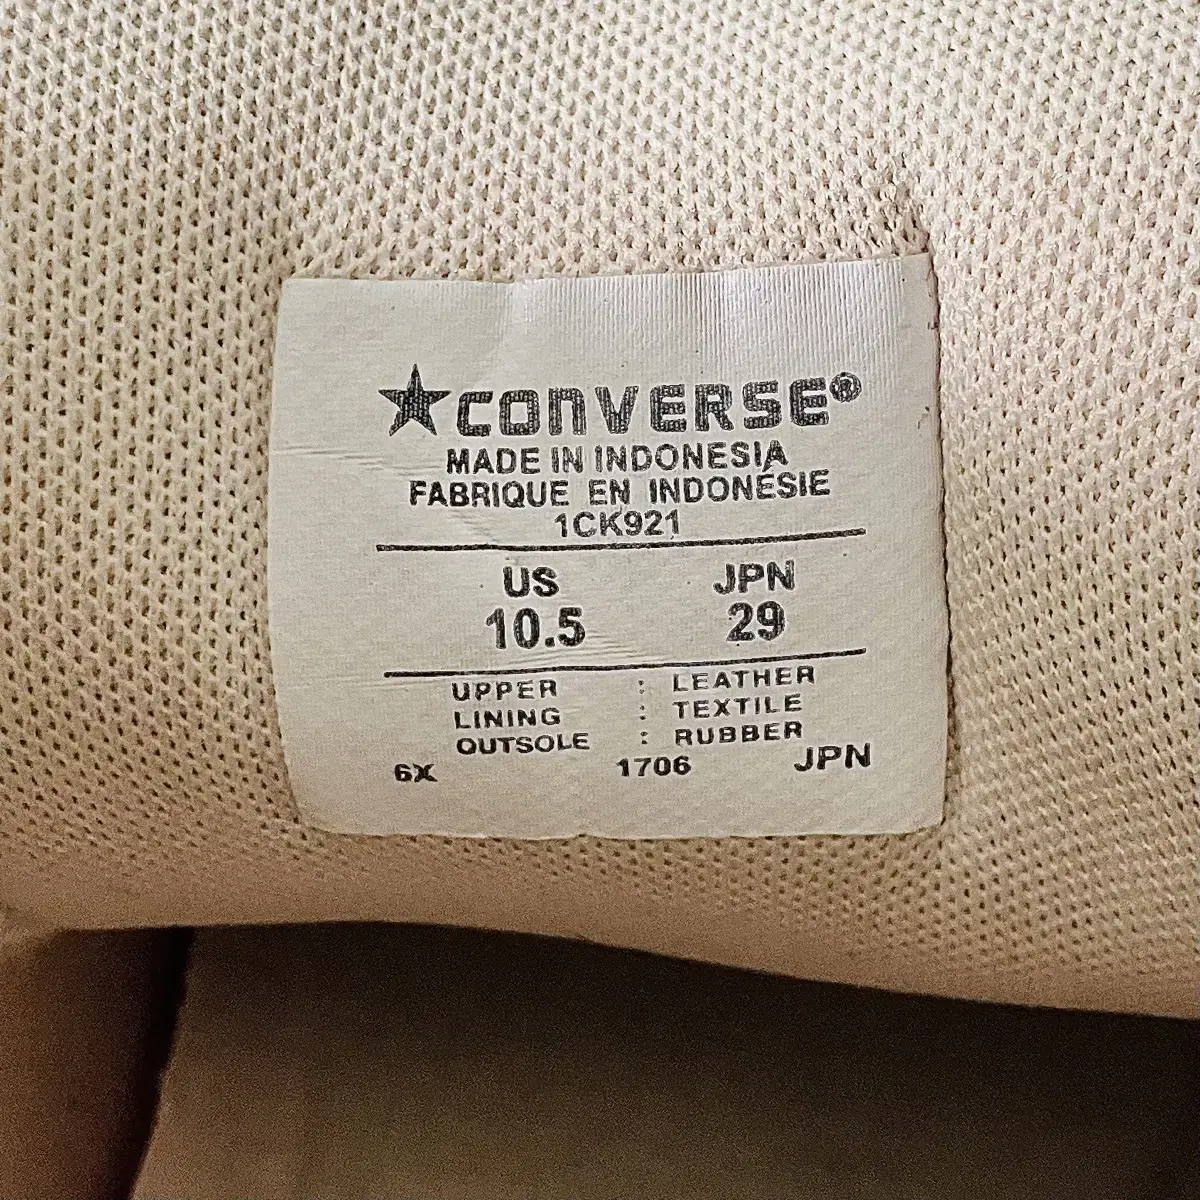 ★CONVERSE®
MADE IN INDONESIA
FABRIQUE EN INDONÉSIE
1CK921
US JPN
10.5 29
UPPER : LEATHER
LINING : TEXTILE
OUTSOLE : RUBBER
6X 1706 JPN